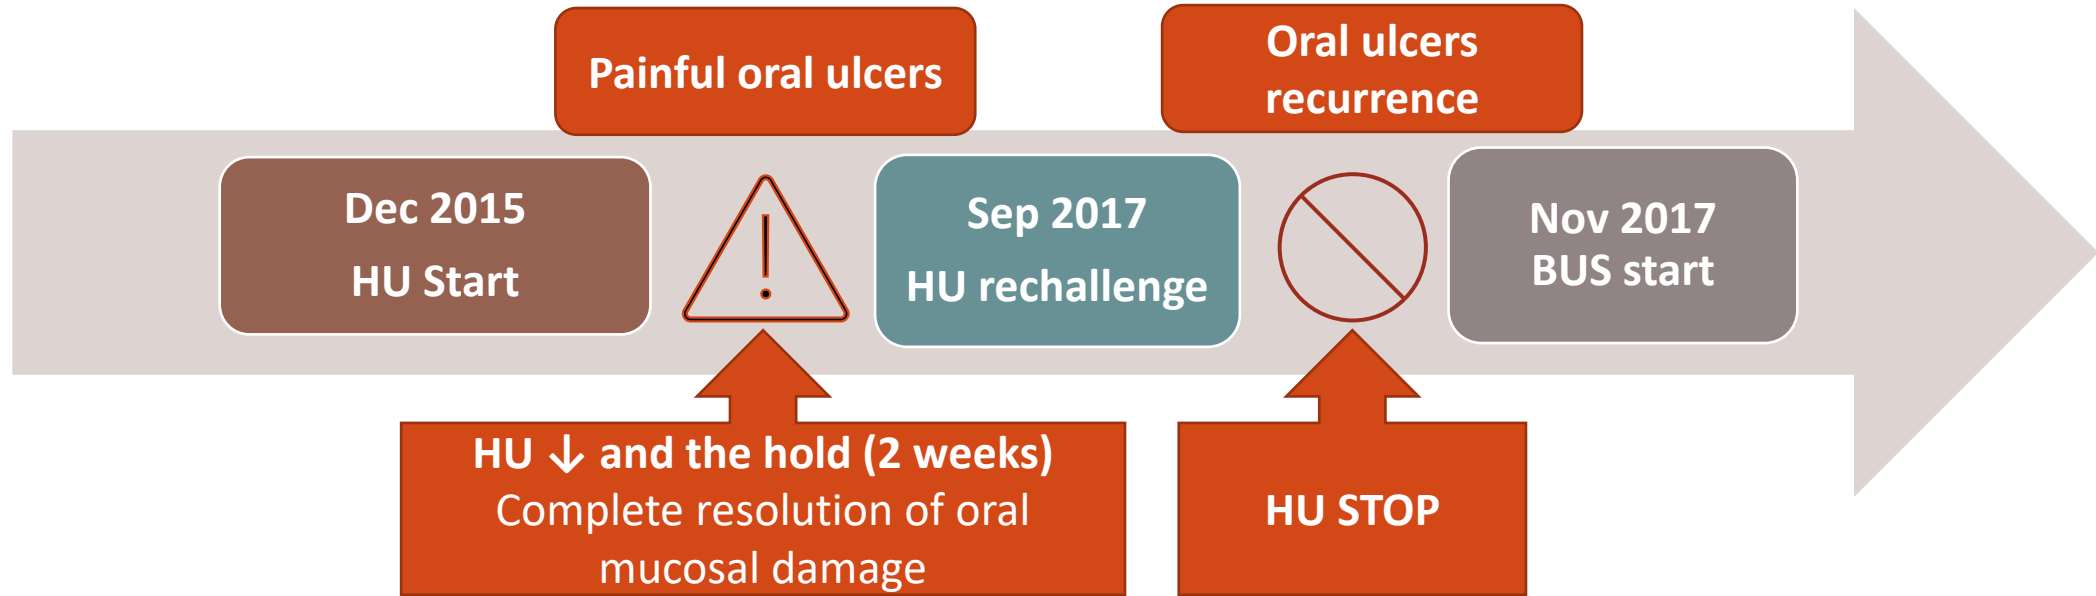 Painful oral ulcers
Oral ulcers
recurrence
Dec 2015
HU Start
Sep 2017
HU rechallenge
Nov 2017
BUS start
HU ↓ and the hold (2 weeks)
Complete resolution of oral
mucosal damage
HU STOP